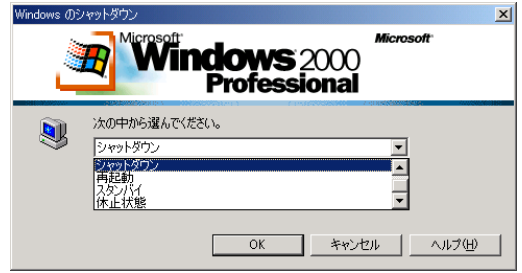 Windows のシャットダウン
Microsoft
Windows 2000
Professional
Microsoft
次の中から選んでください。
シャットダウン
シャットダウン
再起動
スタンバイ
休止状態
OK
キャンセル
ヘルプ(H)